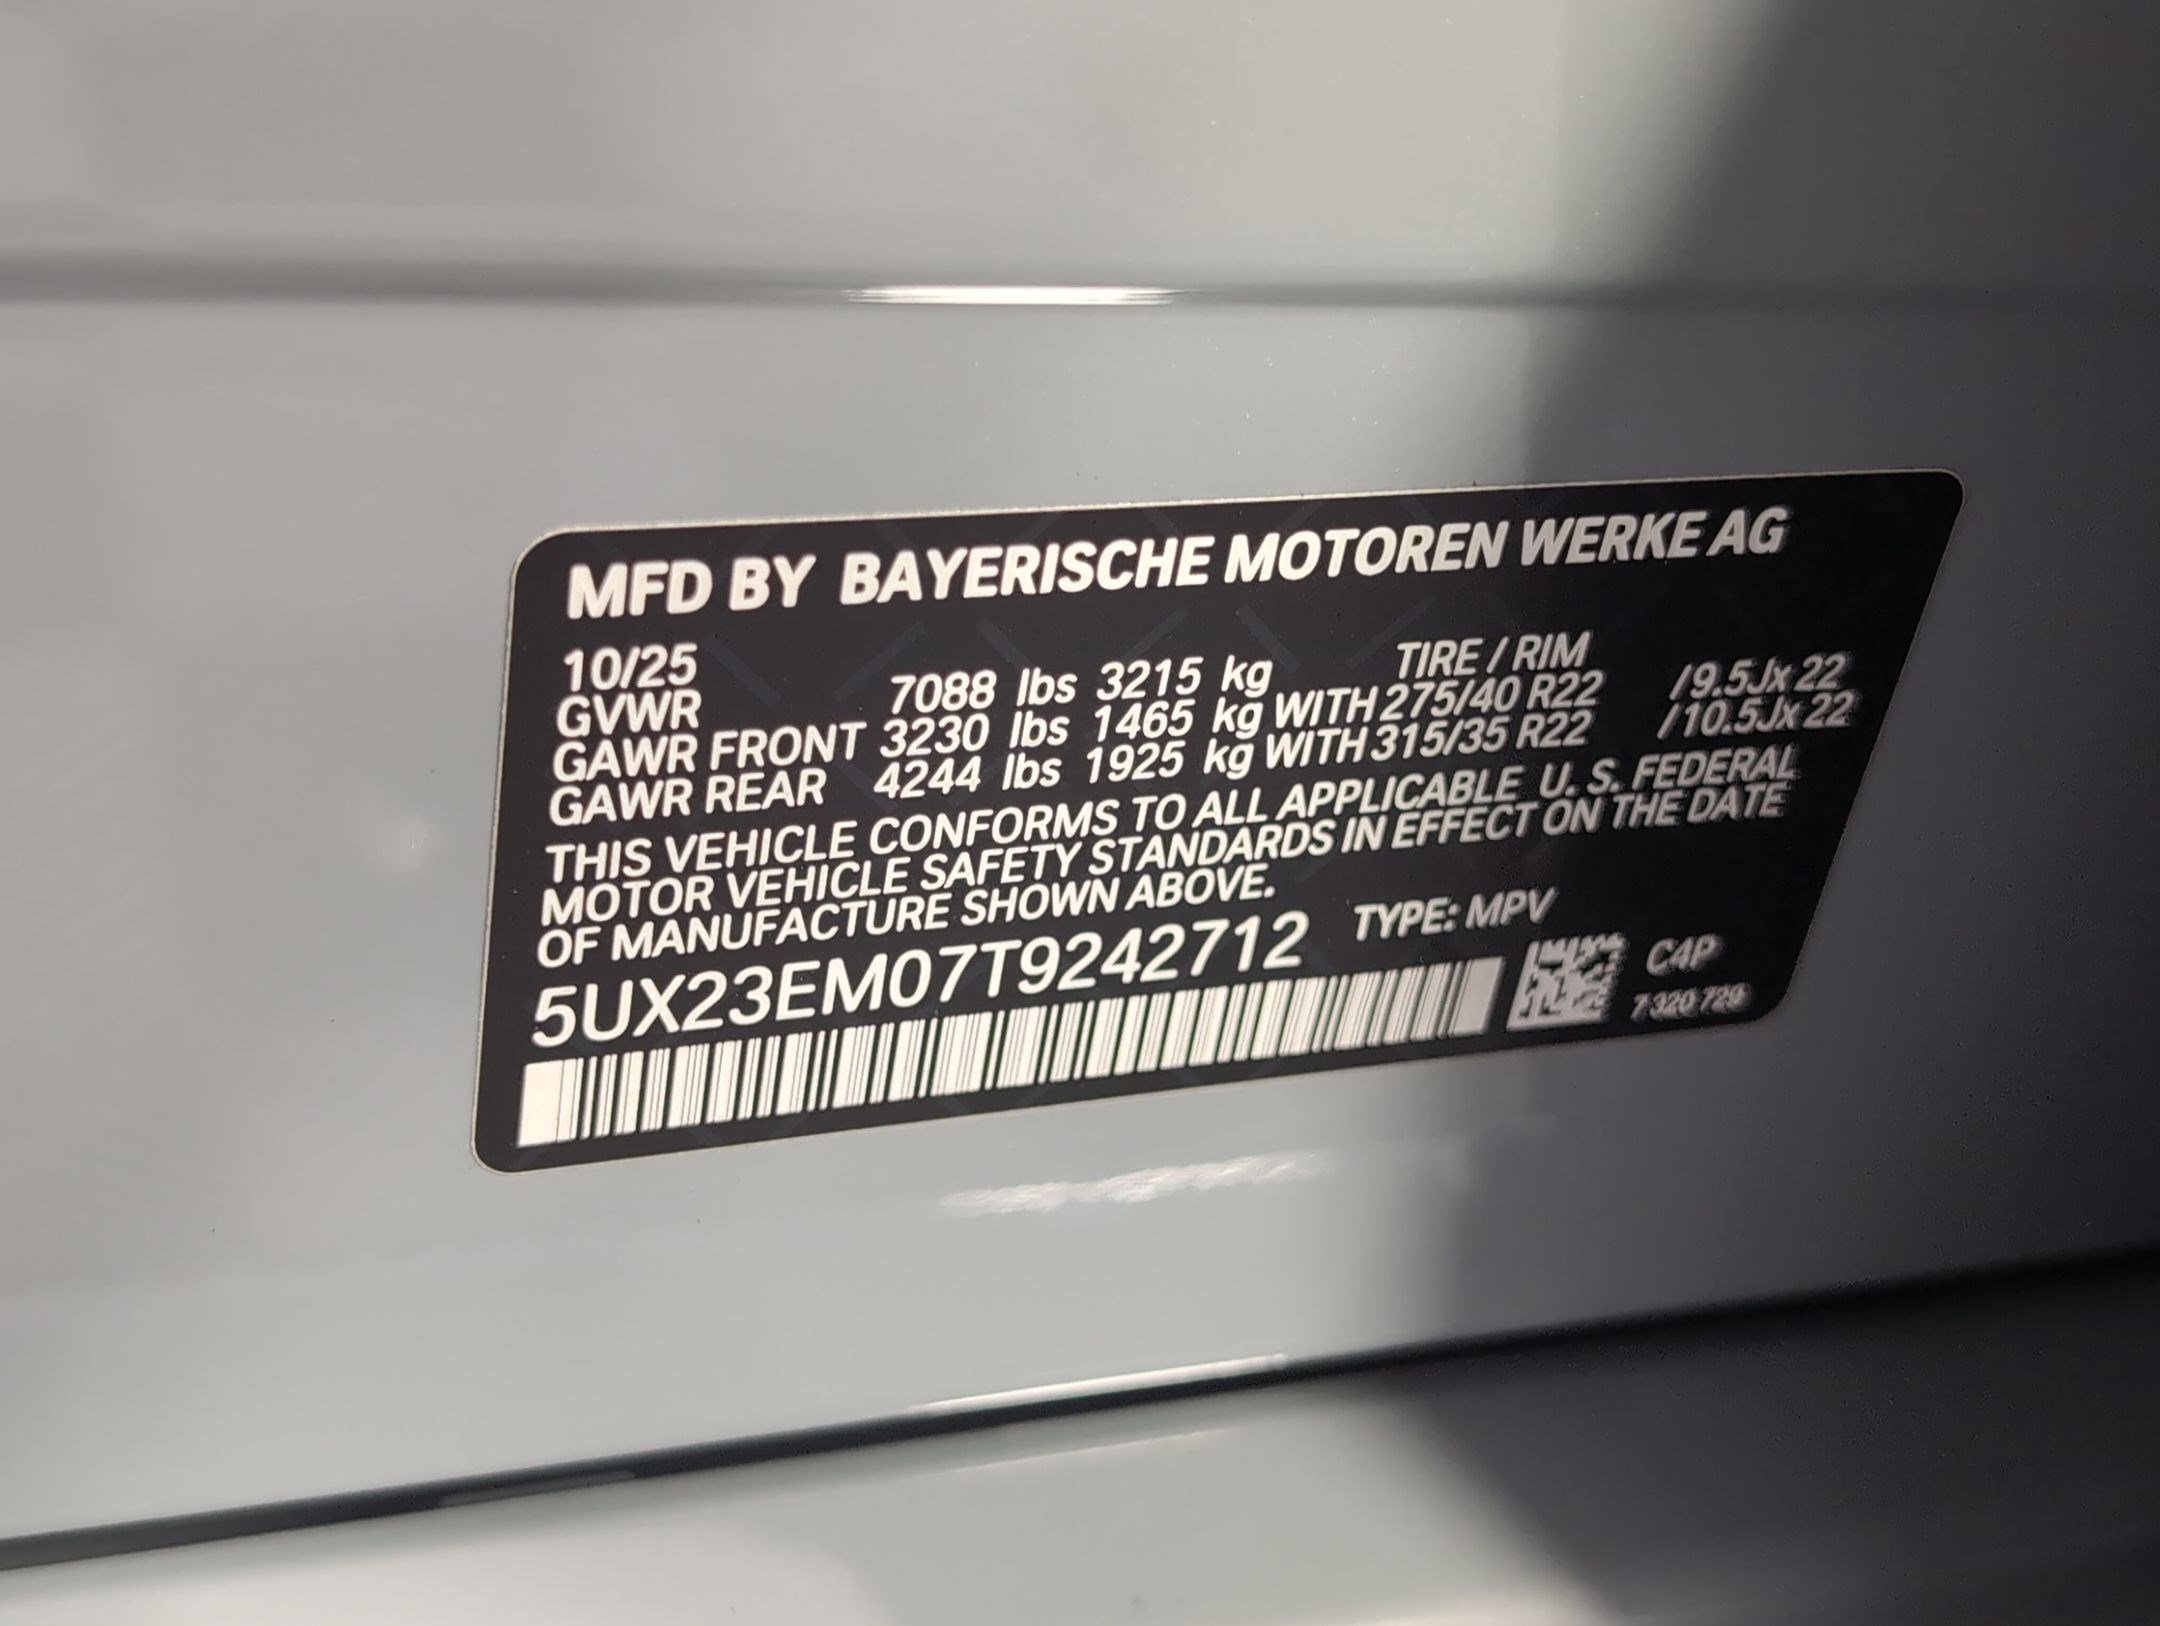 MFD BY BAYERISCHE MOTOREN WERKE AG
10/25 TIRE / RIM
GVWR 7088 lbs 3215 kg
GAWR FRONT 3230 lbs 1465 kg WITH 275/40 R22 /9.5Jx 22
GAWR REAR 4244 lbs 1925 kg WITH 315/35 R22 /10.5Jx 22
THIS VEHICLE CONFORMS TO ALL APPLICABLE U. S. FEDERAL
MOTOR VEHICLE SAFETY STANDARDS IN EFFECT ON THE DATE
OF MANUFACTURE SHOWN ABOVE.
5UX23EM07T9242712 TYPE: MPV
C4P
7 320 729